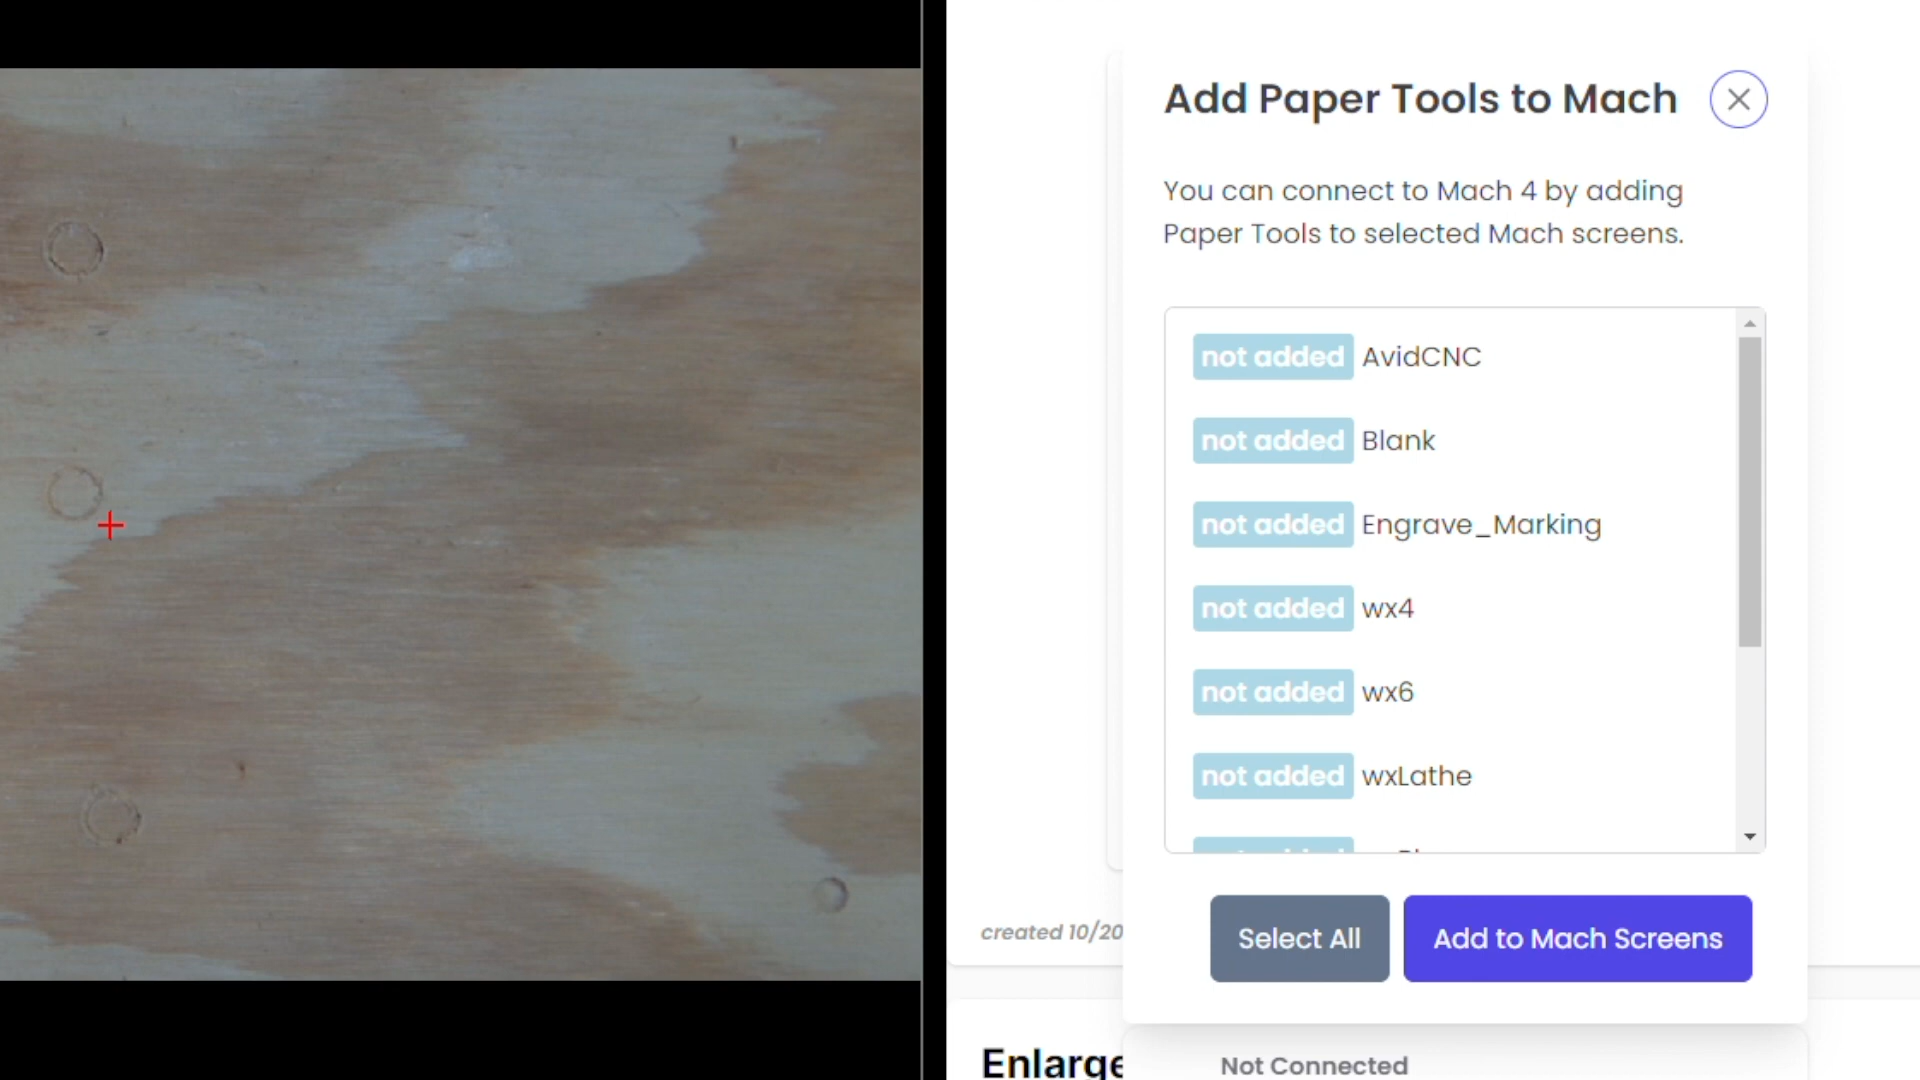 Add Paper Tools to Mach
You can connect to Mach 4 by adding
Paper Tools to selected Mach screens.
not added AvidCNC
not added Blank
not added Engrave_Marking
not added wx4
not added wx6
not added wxLathe
created 10/20
Select All
Add to Mach Screens
Enlarge
Not Connected